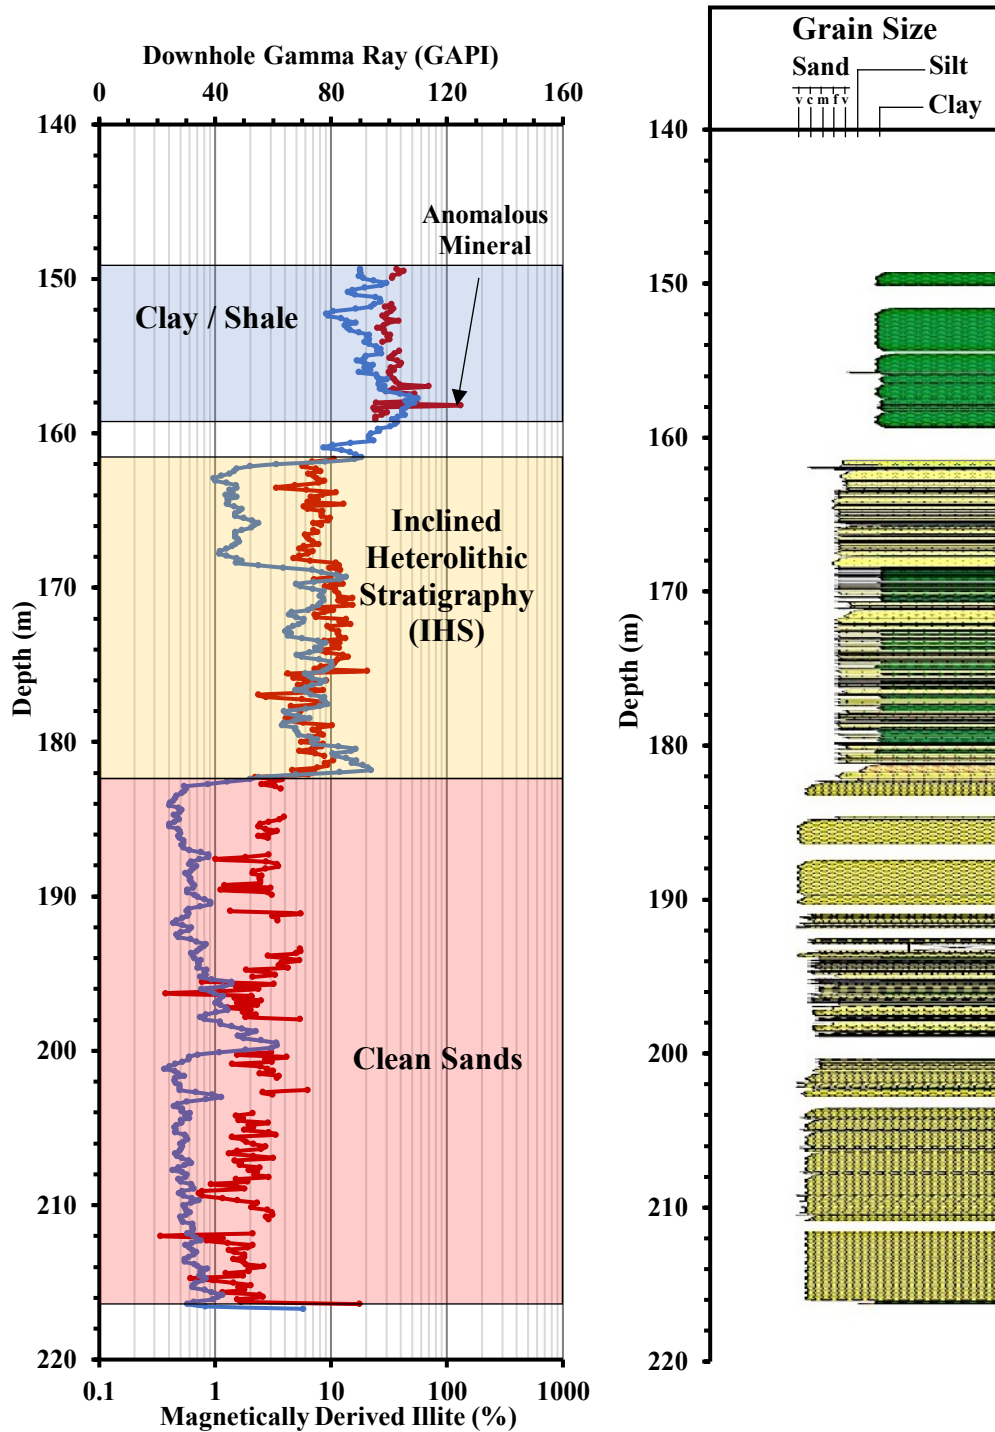 Downhole Gamma Ray (GAPI)
0 40 80 120 160
140
150
160
170
180
190
200
210
220
Depth (m)
Anomalous
Mineral
Clay / Shale
Inclined
Heterolithic
Stratigraphy
(IHS)
Clean Sands
0.1 1 10 100 1000
Magnetically Derived Illite (%)
Grain Size
Sand
Silt
v c m f v
Clay
140
150
160
170
180
190
200
210
220
Depth (m)